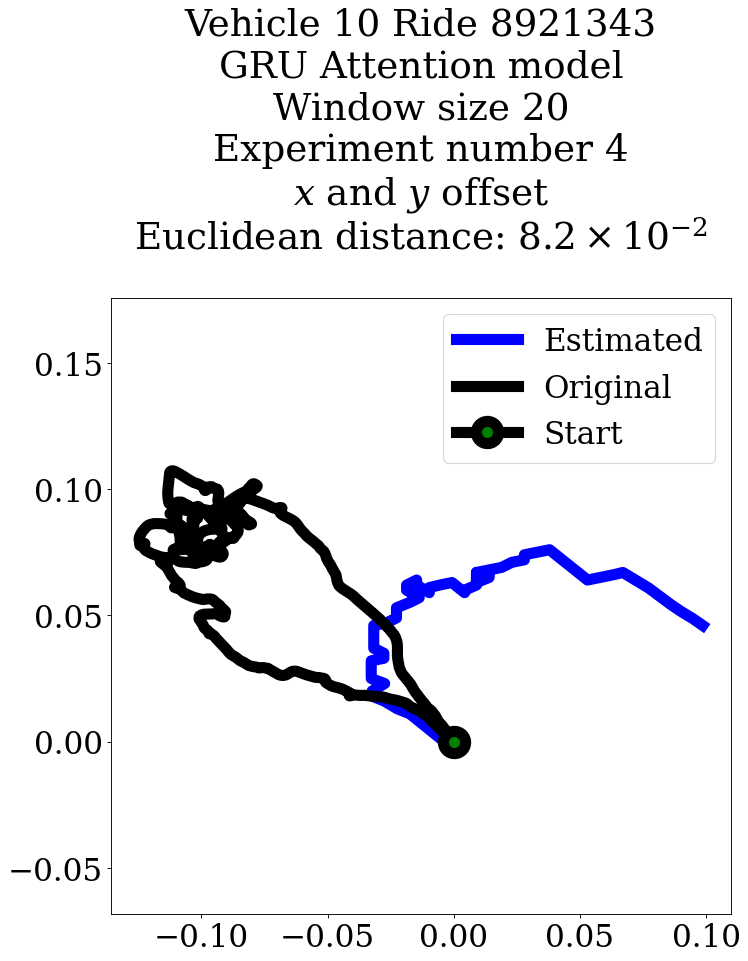 Vehicle 10 Ride 8921343
GRU Attention model
Window size 20
Experiment number 4
x and y offset
Euclidean distance: 8.2 × 10⁻²
Estimated
Original
Start
0.15
0.10
0.05
0.00
−0.05
−0.10 −0.05 0.00 0.05 0.10